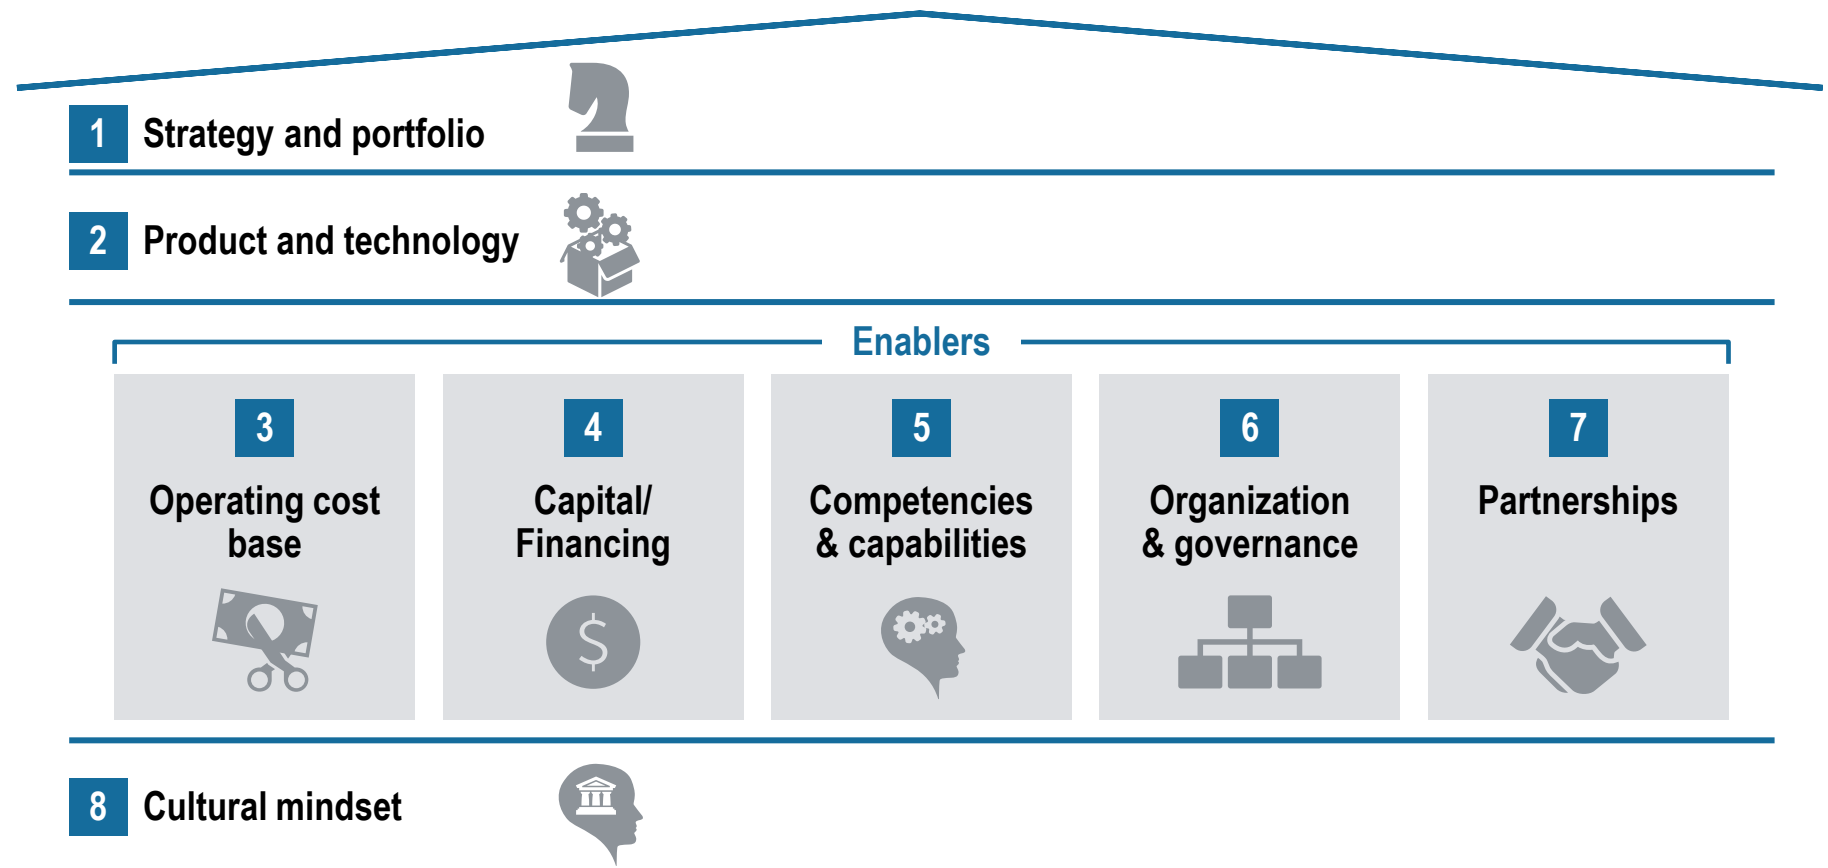 1 Strategy and portfolio
2 Product and technology
Enablers
3
Operating cost
base
4
Capital/
Financing
$
5
Competencies
& capabilities
6
Organization
& governance
7
Partnerships
8 Cultural mindset